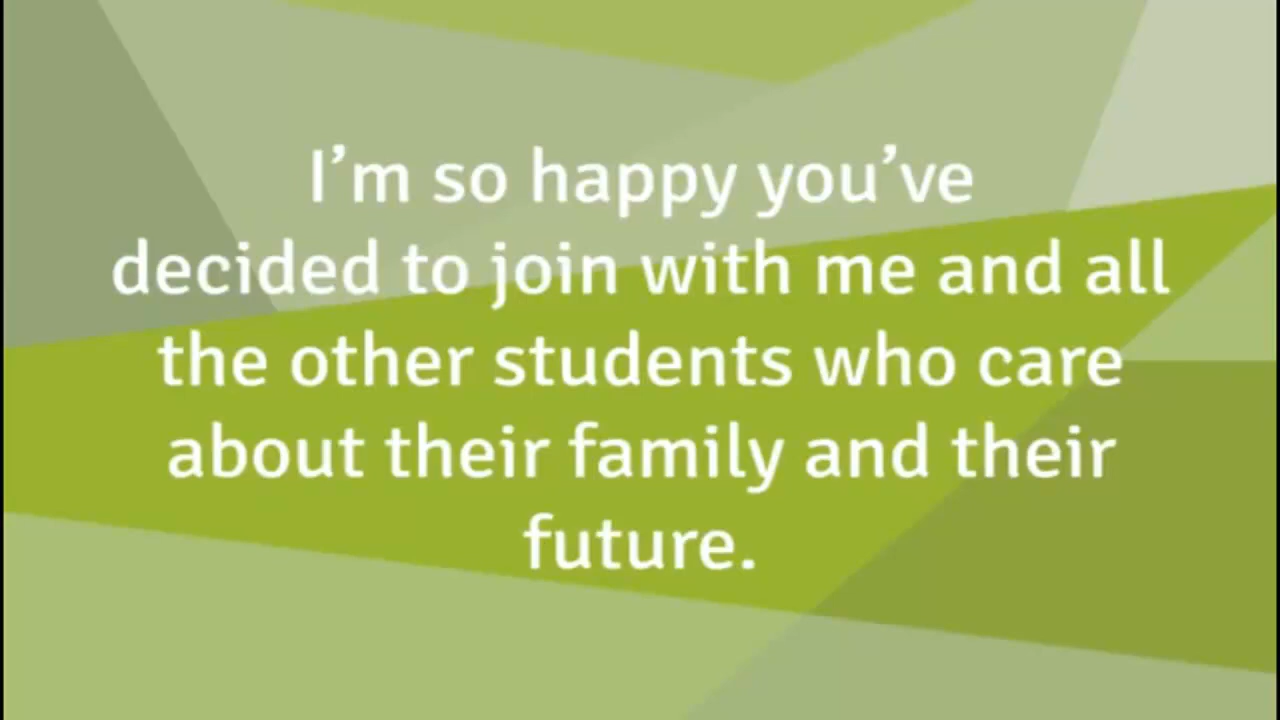 I’m so happy you’ve
decided to join with me and all
the other students who care
about their family and their
future.